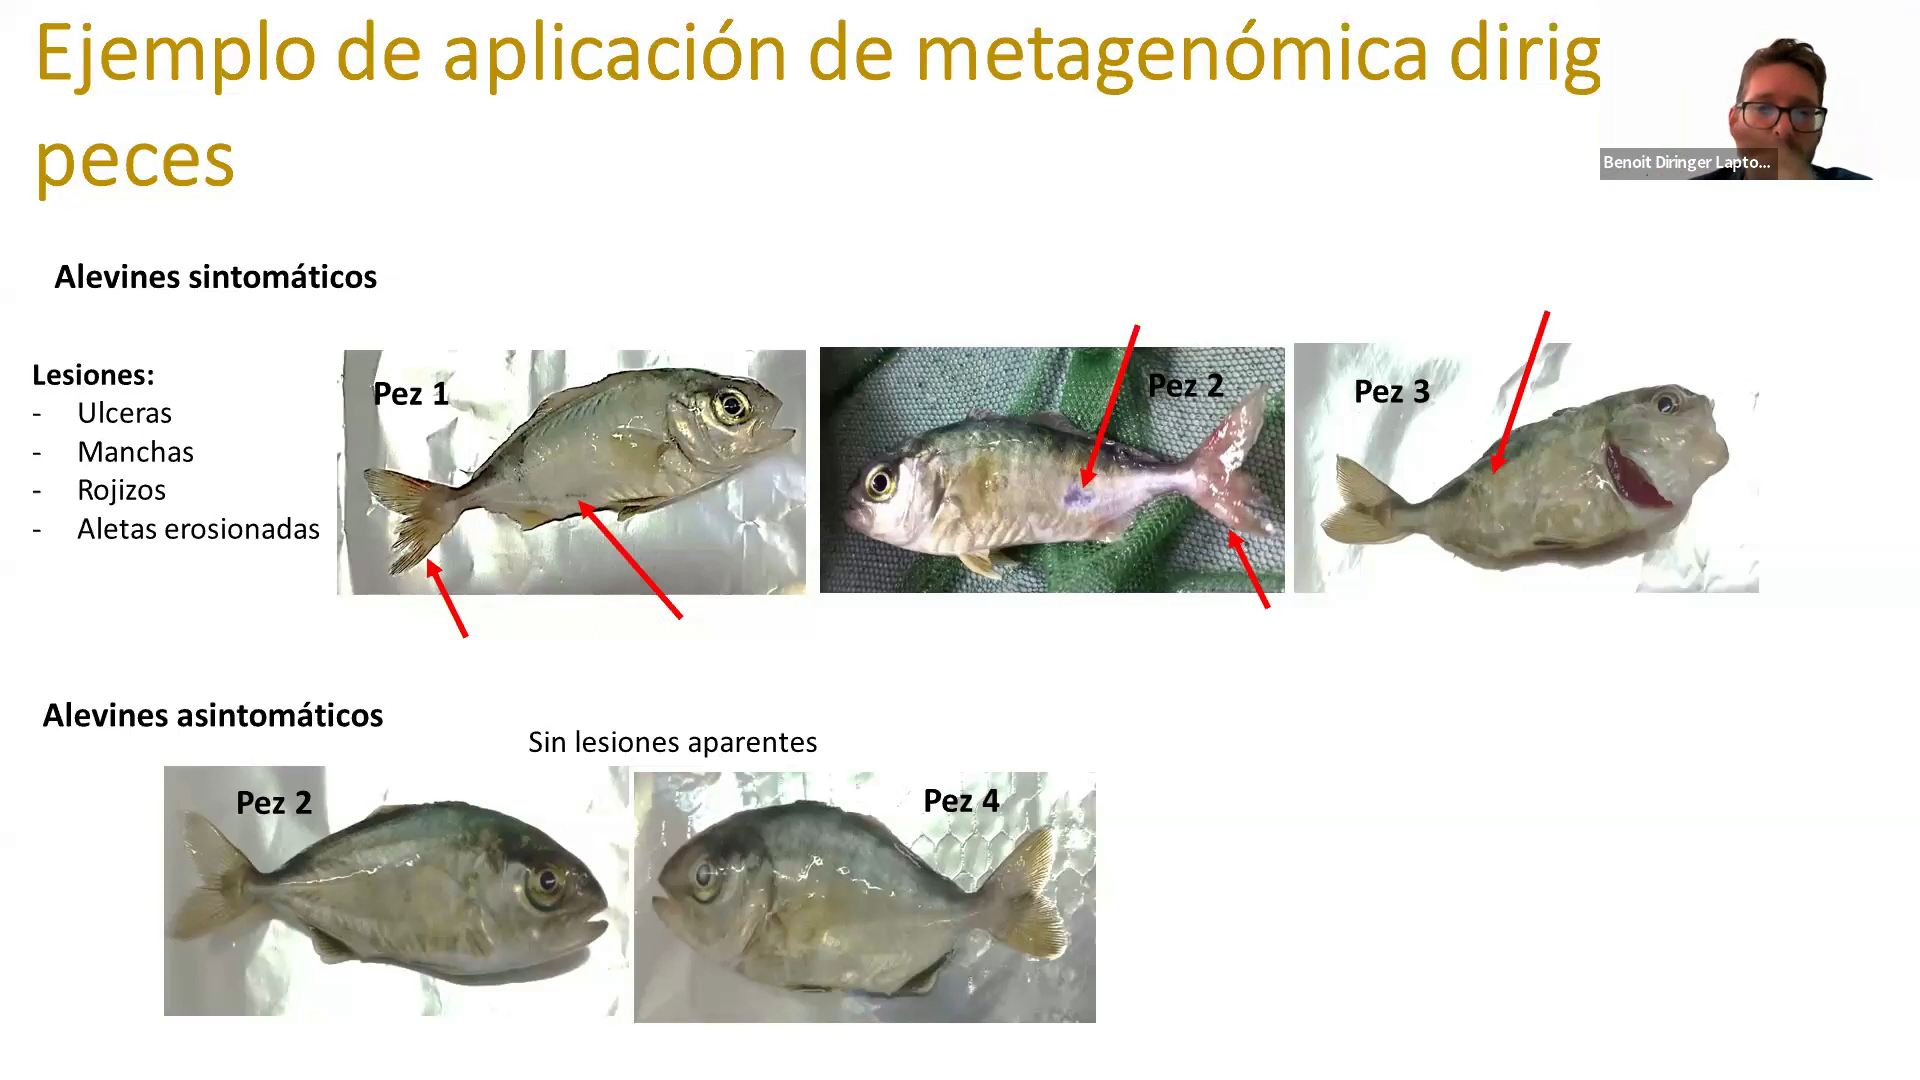 Ejemplo de aplicación de metagenómica dirig
peces
Benoit Diringer Lapto...
Alevines sintomáticos
Lesiones:
- Ulceras
- Manchas
- Rojizos
- Aletas erosionadas
Pez 1
Pez 2
Pez 3
Alevines asintomáticos
Sin lesiones aparentes
Pez 2
Pez 4